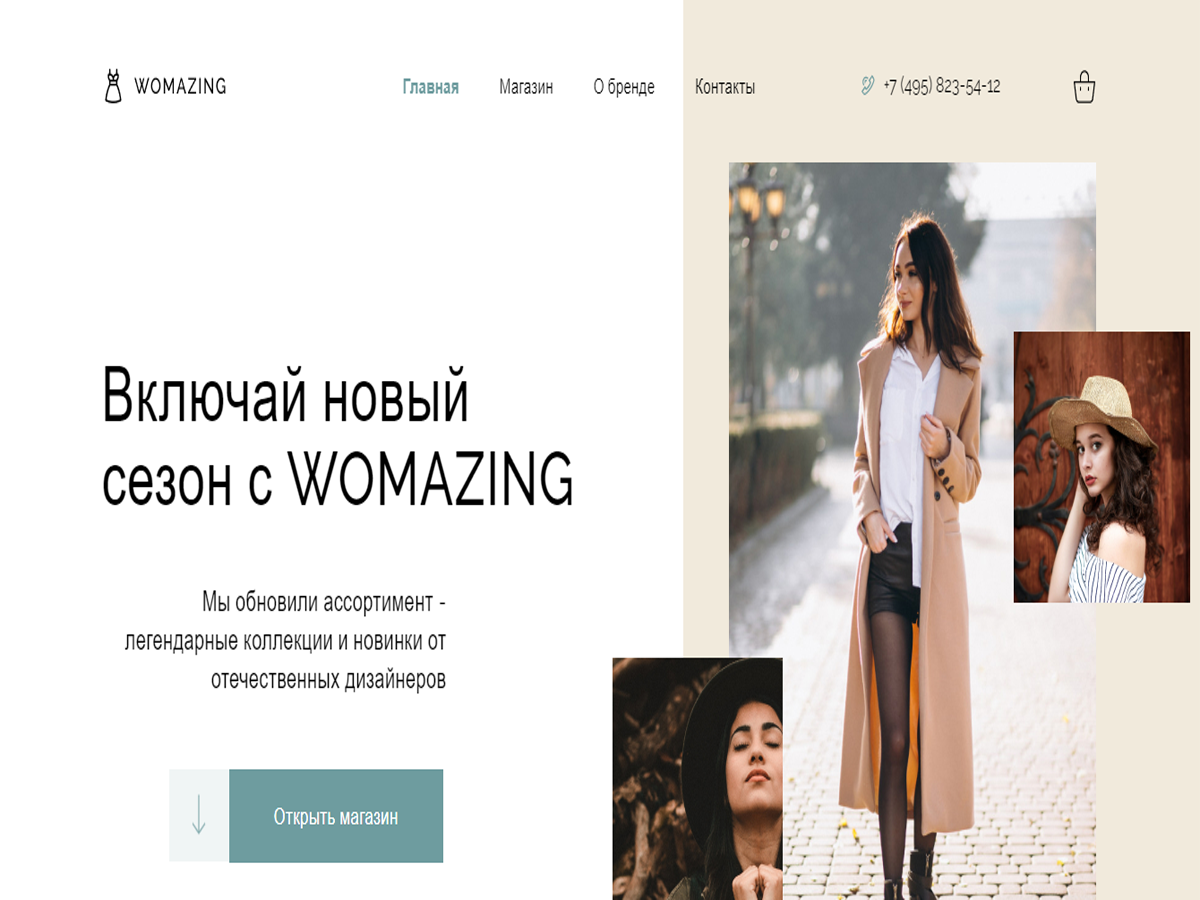 WOMAZING
Главная
Магазин
О бренде
Контакты
+7 (495) 823-54-12
Включай новый
сезон с WOMAZING
Мы обновили ассортимент -
легендарные коллекции и новинки от
отечественных дизайнеров
Открыть магазин